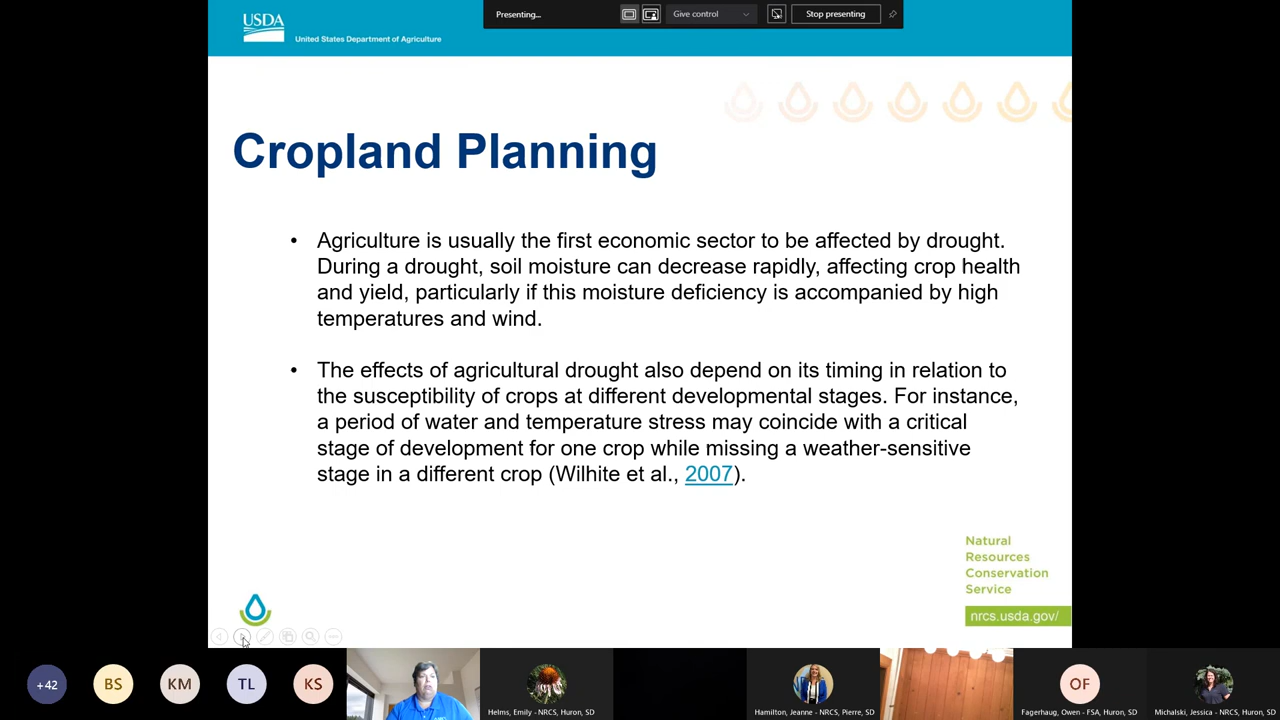 Presenting...
Give control
Stop presenting
USDA
United States Department of Agriculture
Cropland Planning
• Agriculture is usually the first economic sector to be affected by drought.
During a drought, soil moisture can decrease rapidly, affecting crop health
and yield, particularly if this moisture deficiency is accompanied by high
temperatures and wind.
• The effects of agricultural drought also depend on its timing in relation to
the susceptibility of crops at different developmental stages. For instance,
a period of water and temperature stress may coincide with a critical
stage of development for one crop while missing a weather-sensitive
stage in a different crop (Wilhite et al., 2007).
Natural
Resources
Conservation
Service
nrcs.usda.gov/
+42
BS
KM
TL
KS
OF
Helms, Emily - NRCS, Huron, SD
Hamilton, Jeanne - NRCS, Pierre, SD
Fagerhaug, Owen - FSA, Huron, SD
Michalski, Jessica - NRCS, Huron, SD